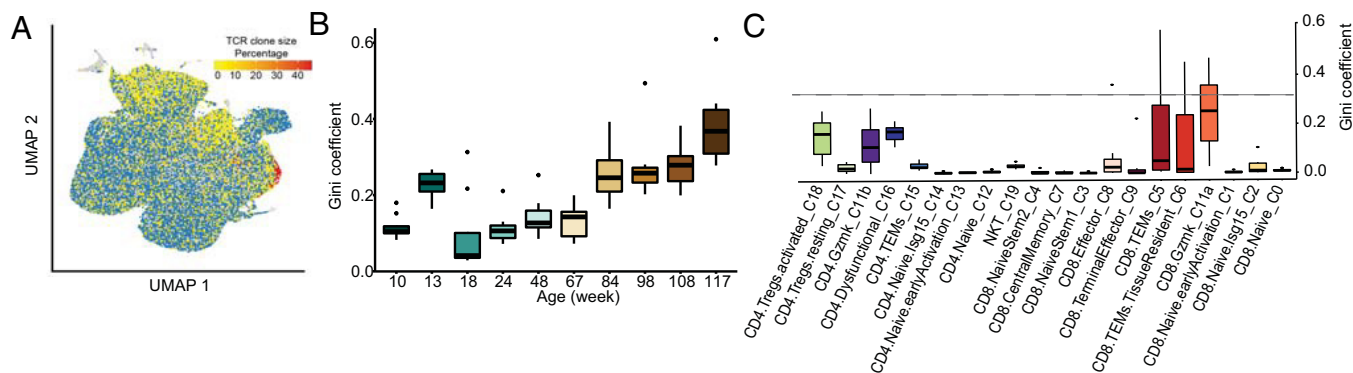 A
UMAP 2
UMAP 1
TCR clone size
Percentage
0 10 20 30 40
B
Gini coefficient
0.6
0.4
0.2
0.0
10 13 18 24 48 67 84 98 108 117
Age (week)
C
0.6
0.4
0.2
0.0
Gini coefficient
CD4.Tregs.activated_C18
CD4.Tregs.resting_C17
CD4.Gzmk_C11b
CD4.Dysfunctional_C16
CD4.TEMs_C15
CD4.Naive.Isg15_C14
CD4.Naive.earlyActivation_C13
CD4.Naive_C12
NKT_C19
CD8.NaiveStem2_C4
CD8.CentralMemory_C7
CD8.NaiveStem1_C3
CD8.Effector_C8
CD8.TerminalEffector_C9
CD8.TEMs_C5
CD8.TEMs.TissueResident_C6
CD8.Gzmk_C11a
CD8.Naive.earlyActivation_C1
CD8.Naive.Isg15_C2
CD8.Naive_C0